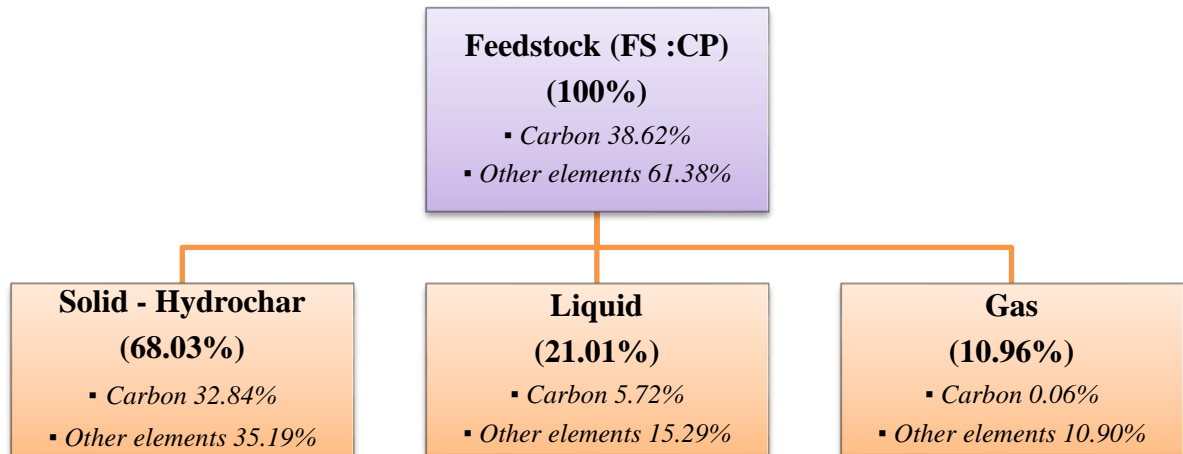 Feedstock (FS :CP)
(100%)
▪ Carbon 38.62%
▪ Other elements 61.38%
Solid - Hydrochar
(68.03%)
▪ Carbon 32.84%
▪ Other elements 35.19%
Liquid
(21.01%)
▪ Carbon 5.72%
▪ Other elements 15.29%
Gas
(10.96%)
▪ Carbon 0.06%
▪ Other elements 10.90%